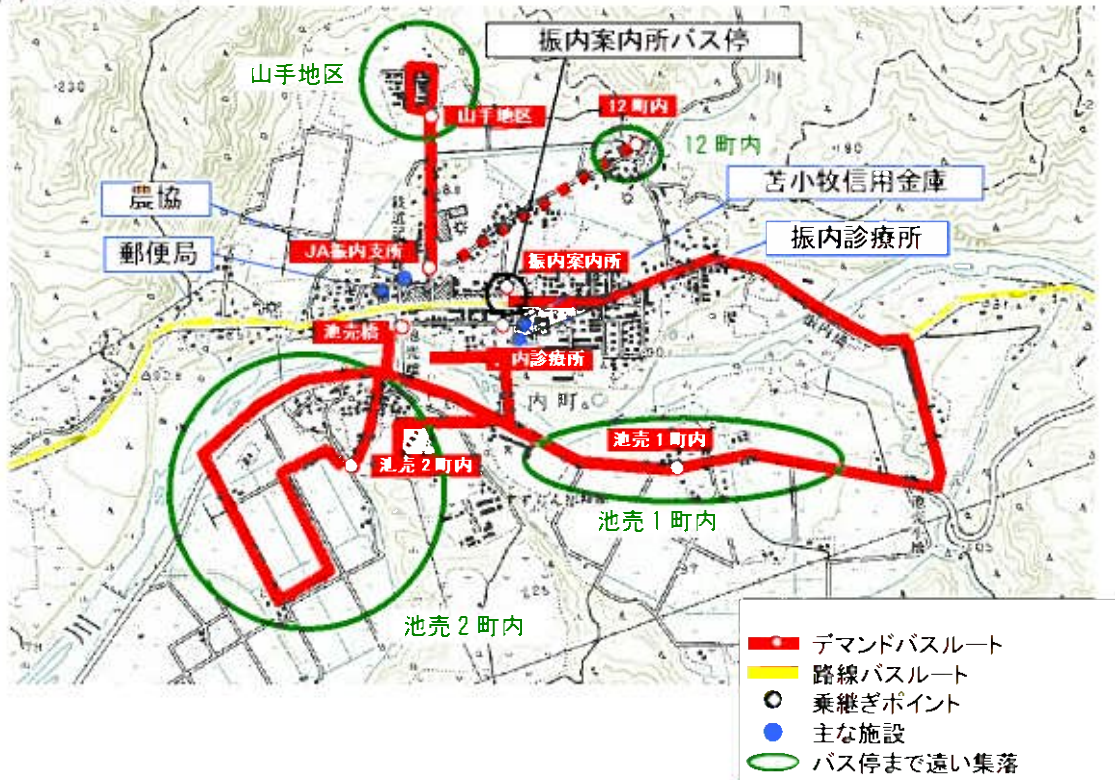 振内案内所バス停
山手地区
230
山手地区
12町内
12町内
180
苫小牧信用金庫
農協
振内診療所
郵便局
JA振内支所
振内案内所
池売橋
内診療所
内町
池売1町内
池売2町内
池売1町内
池売2町内
川
デマンドバスルート
路線バスルート
乗継ぎポイント
主な施設
バス停まで遠い集落